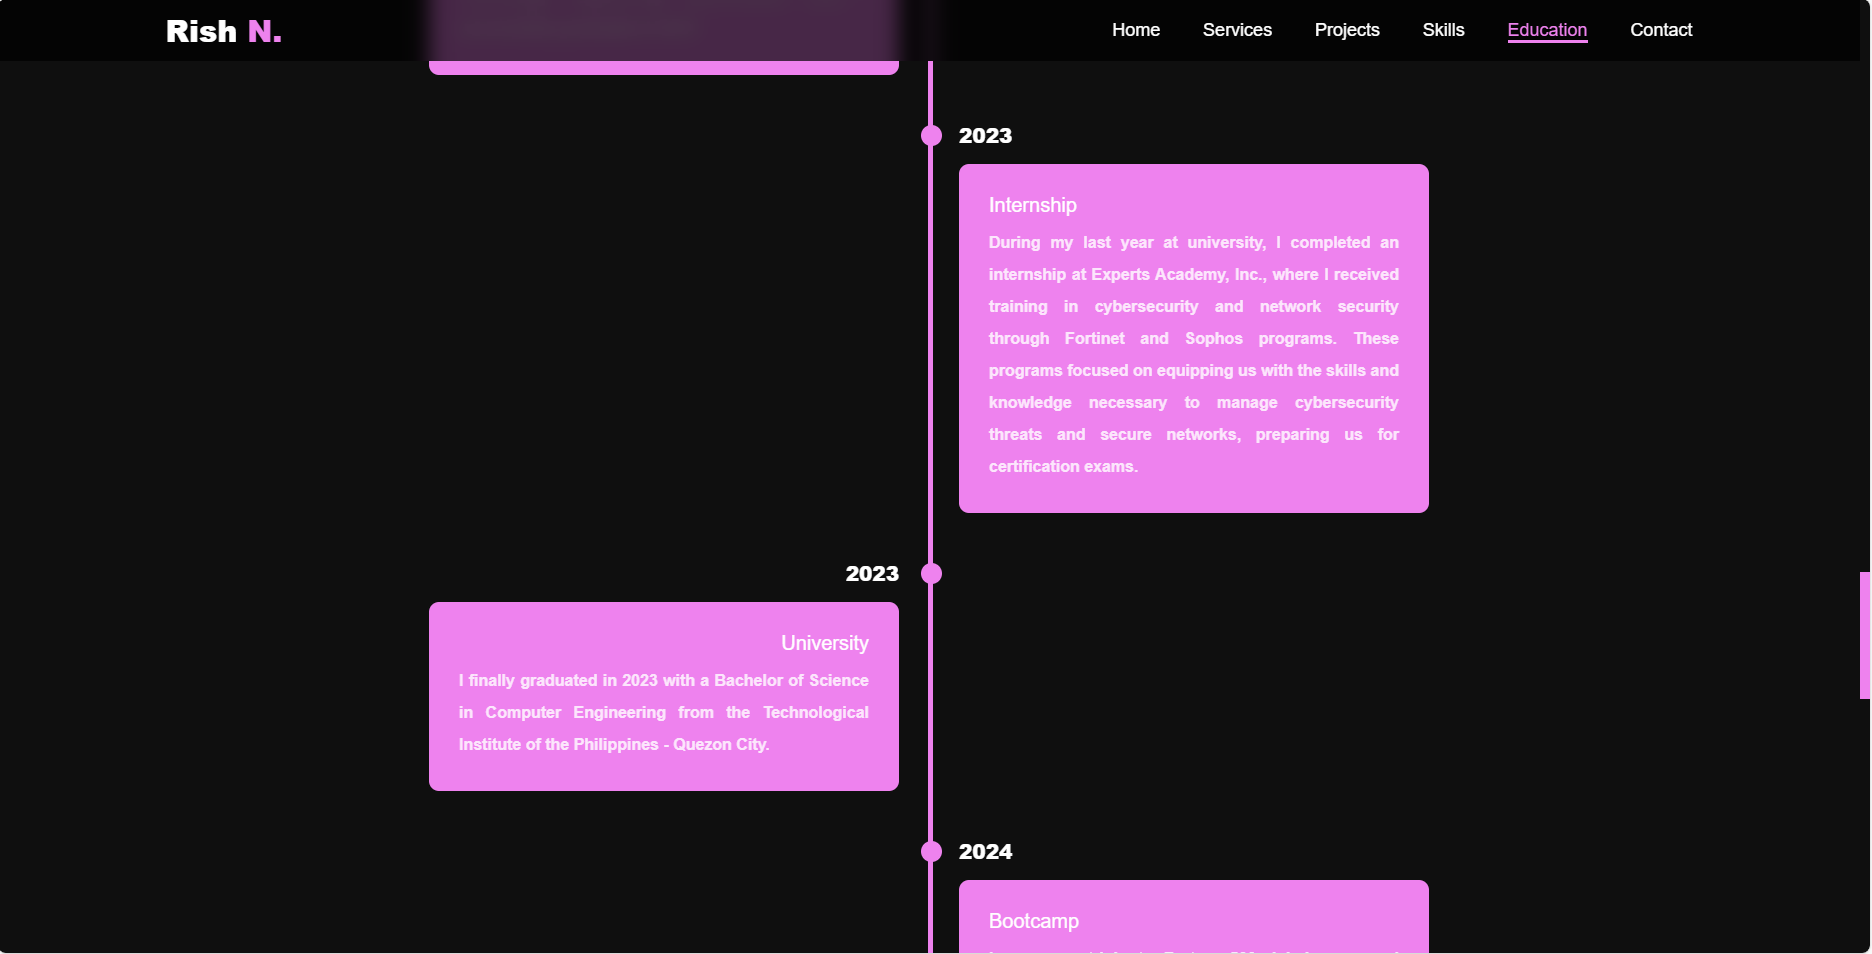 Rish N.
Home Services Projects Skills Education Contact
2023
Internship
During my last year at university, I completed an
internship at Experts Academy, Inc., where I received
training in cybersecurity and network security
through Fortinet and Sophos programs. These
programs focused on equipping us with the skills and
knowledge necessary to manage cybersecurity
threats and secure networks, preparing us for
certification exams.
2023
University
I finally graduated in 2023 with a Bachelor of Science
in Computer Engineering from the Technological
Institute of the Philippines - Quezon City.
2024
Bootcamp